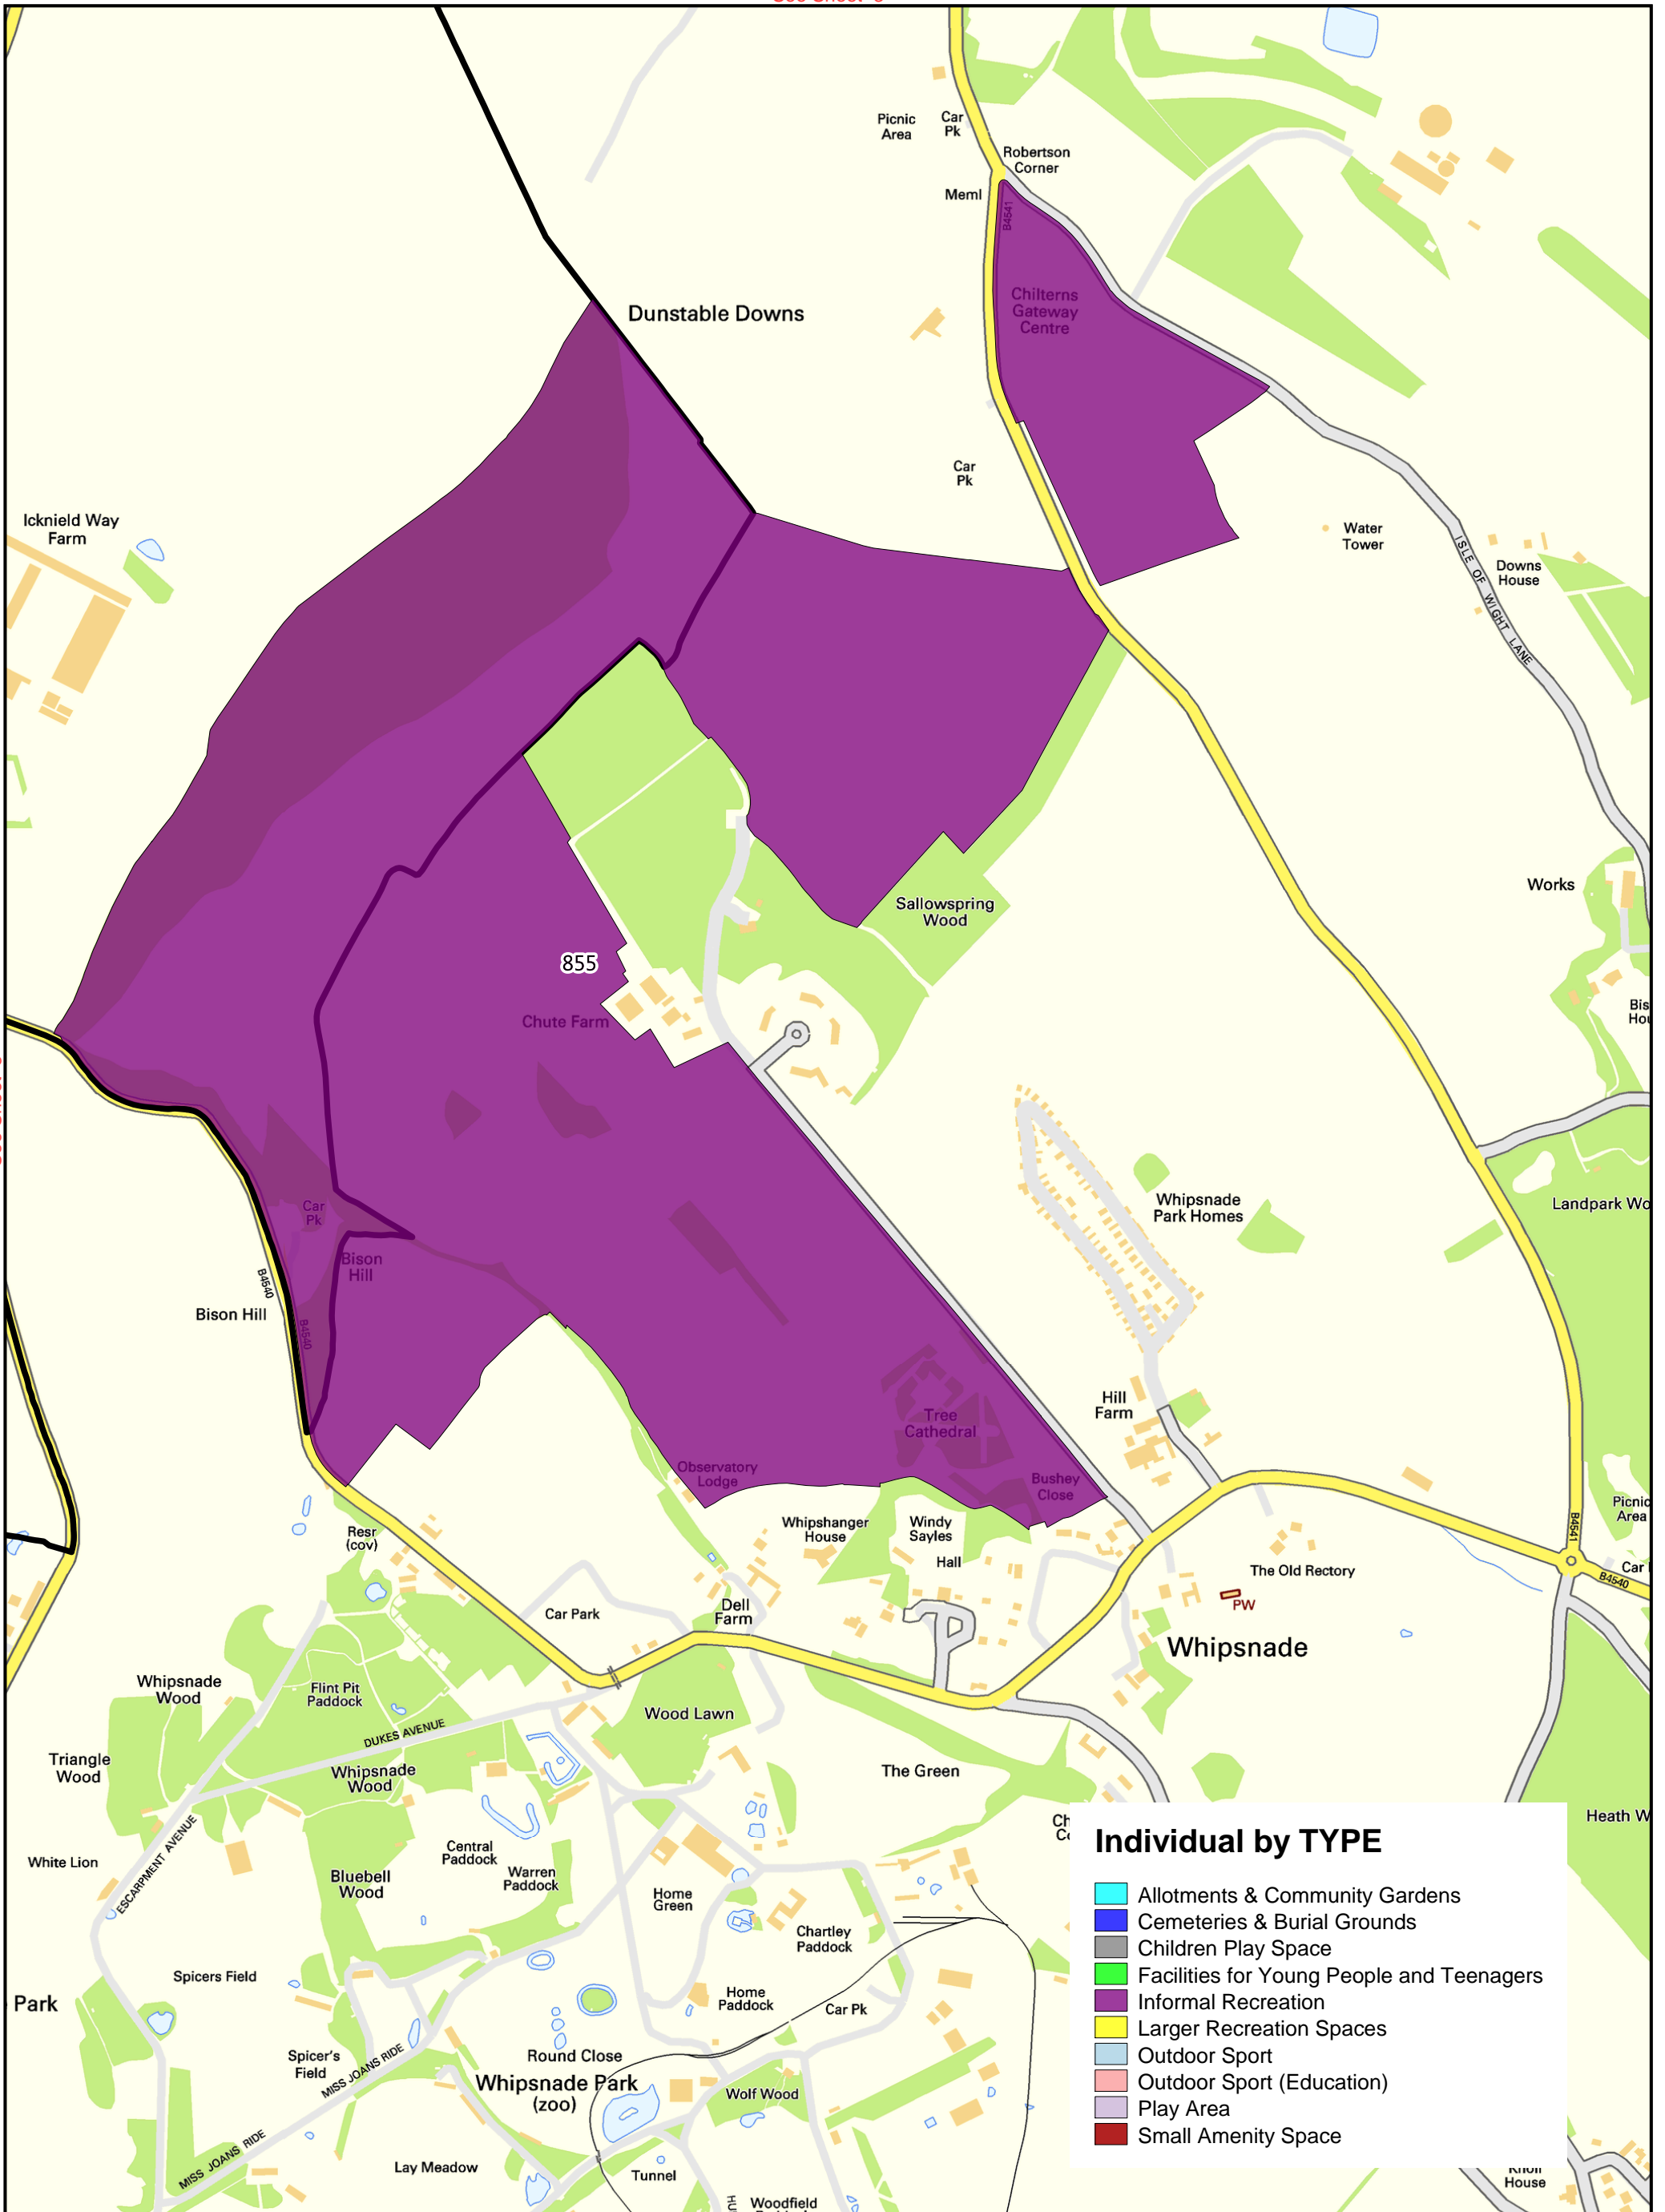 Picnic
Area
Car
Pk
Robertson
Corner
Meml
B4541
Chilterns
Gateway
Centre
Dunstable Downs
Car
Pk
Icknield Way
Farm
Water
Tower
ISLE OF WIGHT LANE
Downs
House
Works
Sallowspring
Wood
855
Chute Farm
Whipsnade
Park Homes
Landpark Wo
Car
Pk
Bison
Hill
B4540
Bison Hill
B4540
Hill
Farm
Tree
Cathedral
Observatory
Lodge
Bushey
Close
Picnic
Area
Whipshanger
House
Windy
Sayles
Hall
Resr
(cov)
B4541
The Old Rectory
Car
B4540
PW
Car Park
Dell
Farm
Whipsnade
Whipsnade
Wood
Flint Pit
Paddock
Wood Lawn
DUKES AVENUE
Triangle
Wood
Whipsnade
Wood
The Green
Heath W
White Lion
ESCARPMENT AVENUE
Central
Paddock
Warren
Paddock
Bluebell
Wood
Home
Green
Chartley
Paddock
Spicers Field
Park
Home
Paddock
Car Pk
Spicer's
Field
MISS JOANS RIDE
Round Close
Whipsnade Park
(zoo)
Wolf Wood
MISS JOANS RIDE
Lay Meadow
Tunnel
Woodfield
Knoll
House
Individual by TYPE
Allotments & Community Gardens
Cemeteries & Burial Grounds
Children Play Space
Facilities for Young People and Teenagers
Informal Recreation
Larger Recreation Spaces
Outdoor Sport
Outdoor Sport (Education)
Play Area
Small Amenity Space